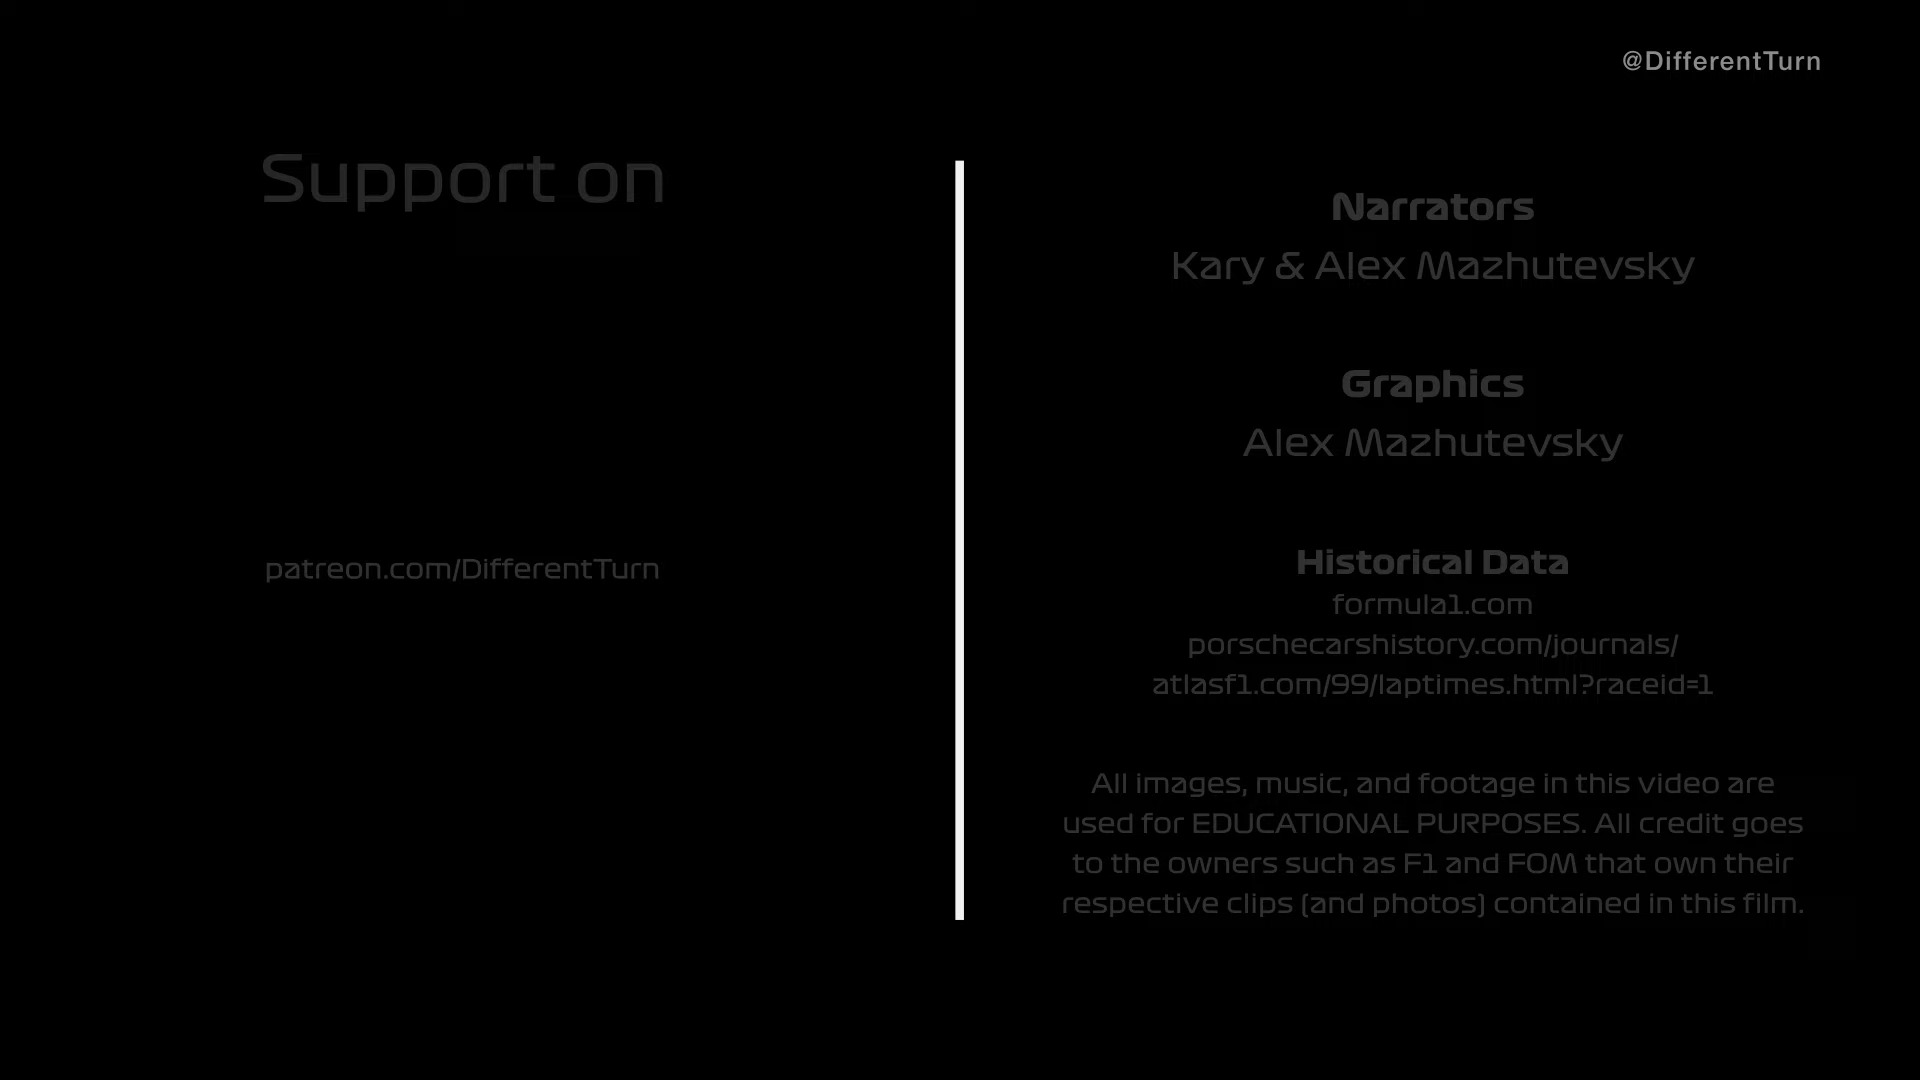 @DifferentTurn
Support on
patreon.com/DifferentTurn
Narrators
Kary & Alex Mazhutevsky
Graphics
Alex Mazhutevsky
Historical Data
formula1.com
porschecarshistory.com/journals/
atlasf1.com/99/laptimes.html?raceid=1
All images, music, and footage in this video are
used for EDUCATIONAL PURPOSES. All credit goes
to the owners such as F1 and FOM that own their
respective clips (and photos) contained in this film.